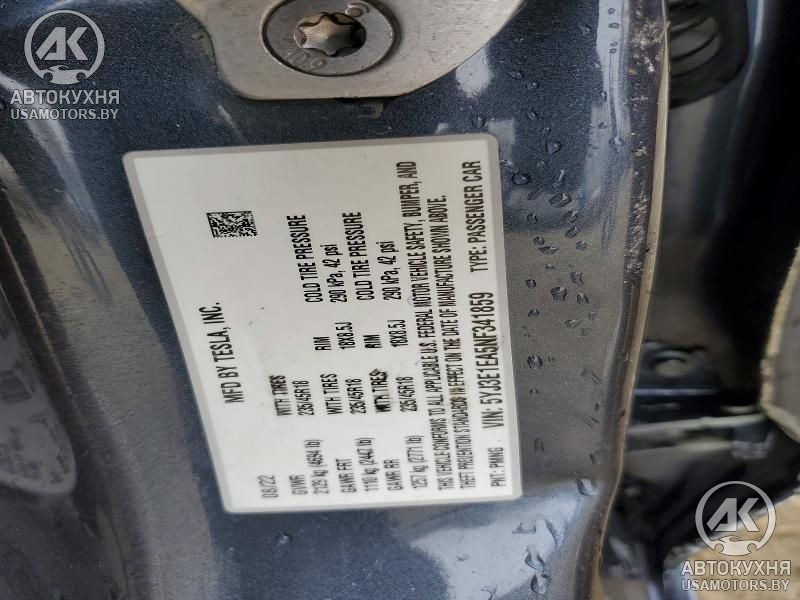 109
AK
АВТОКУХНЯ
USAMOTORS.BY
MFD BY TESLA, INC.
08/22
GVWR WITH TIRES RIM COLD TIRE PRESSURE
2129 kg (4694 lb) 235/45R18 18X8.5J 290 kPa, 42 psi
GAWR FRT WITH TIRES RIM COLD TIRE PRESSURE
1110 kg (2447 lb) 235/45R18 18X8.5J 290 kPa, 42 psi
GAWR RR WITH TIRES RIM COLD TIRE PRESSURE
1257 kg (2771 lb) 235/45R18 18X8.5J 290 kPa, 42 psi
THIS VEHICLE CONFORMS TO ALL APPLICABLE U.S. FEDERAL MOTOR VEHICLE SAFETY, BUMPER, AND
THEFT PREVENTION STANDARDS IN EFFECT ON THE DATE OF MANUFACTURE SHOWN ABOVE.
VIN: 5YJ3E1EA5NF341859 TYPE: PASSENGER CAR
PNT: PMNG
AK
АВТОКУХНЯ
USAMOTORS.BY